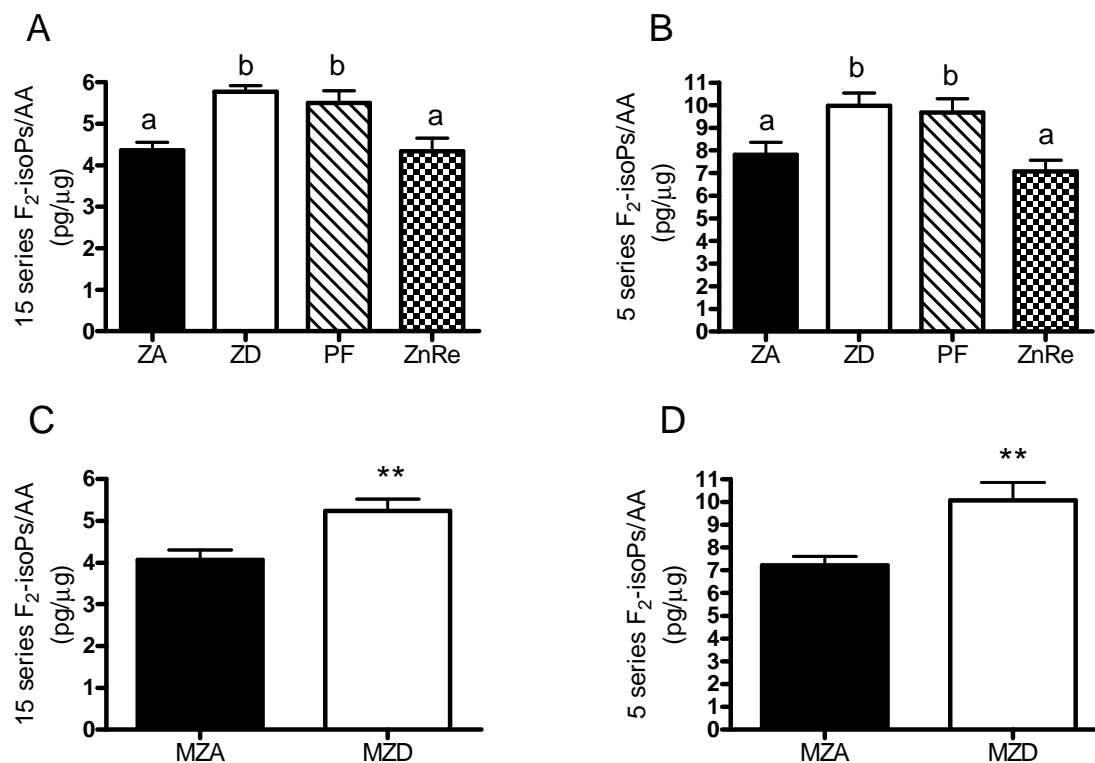 A
15 series F2-isoPs/AA
(pg/μg)
6
5
4
3
2
1
0
a
b
b
a
ZA
ZD
PF
ZnRe
B
5 series F2-isoPs/AA
(pg/μg)
11
10
9
8
7
6
5
4
3
2
1
0
a
b
b
a
ZA
ZD
PF
ZnRe
C
15 series F2-isoPs/AA
(pg/μg)
6
5
4
3
2
1
0
**
MZA
MZD
D
5 series F2-isoPs/AA
(pg/μg)
11
10
9
8
7
6
5
4
3
2
1
0
**
MZA
MZD